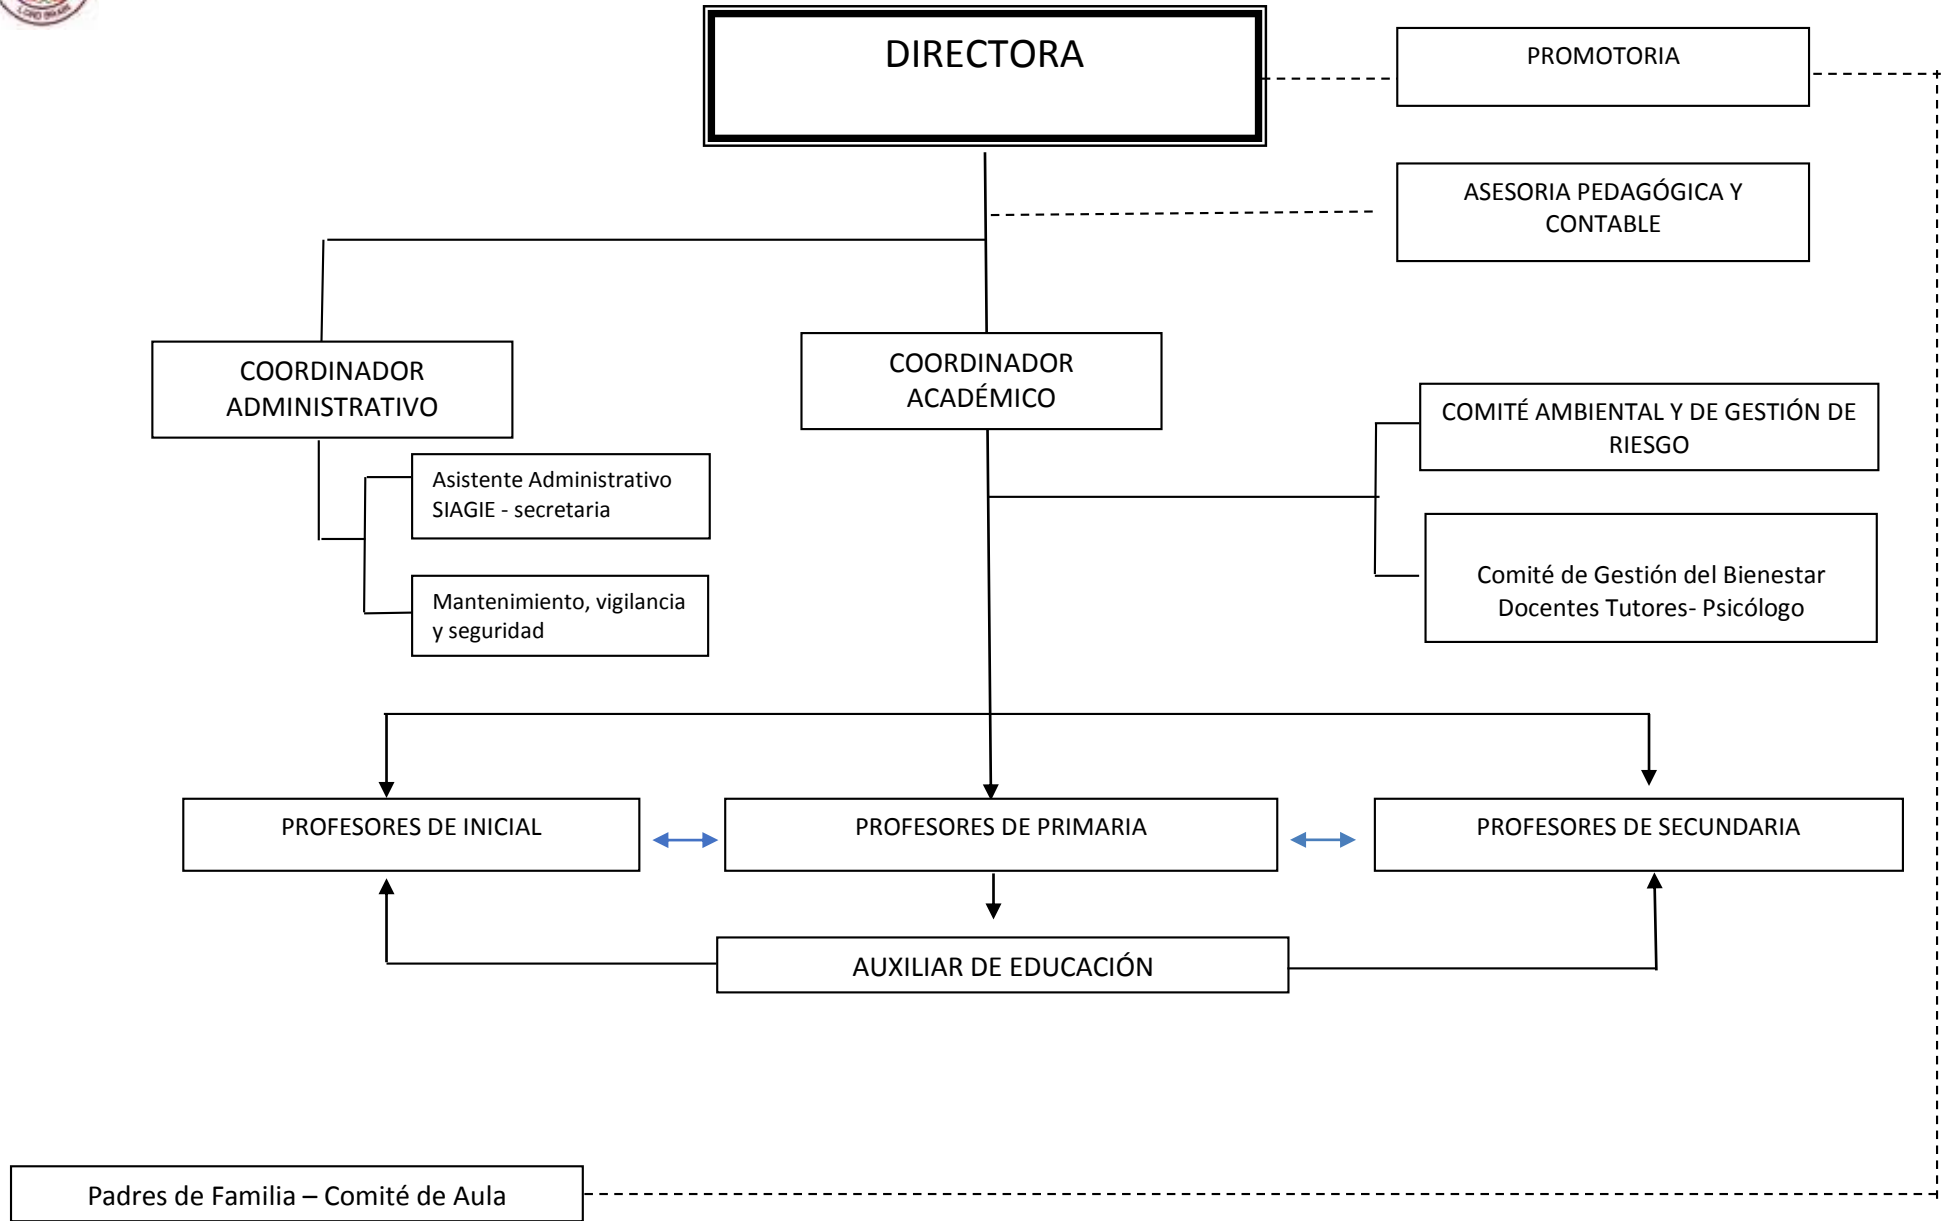 DIRECTORA
PROMOTORIA
ASESORIA PEDAGÓGICA Y
CONTABLE
COORDINADOR
ADMINISTRATIVO
COORDINADOR
ACADÉMICO
COMITÉ AMBIENTAL Y DE GESTIÓN DE
RIESGO
Asistente Administrativo
SIAGIE - secretaria
Comité de Gestión del Bienestar
Docentes Tutores- Psicólogo
Mantenimiento, vigilancia
y seguridad
PROFESORES DE INICIAL
PROFESORES DE PRIMARIA
PROFESORES DE SECUNDARIA
AUXILIAR DE EDUCACIÓN
Padres de Familia – Comité de Aula